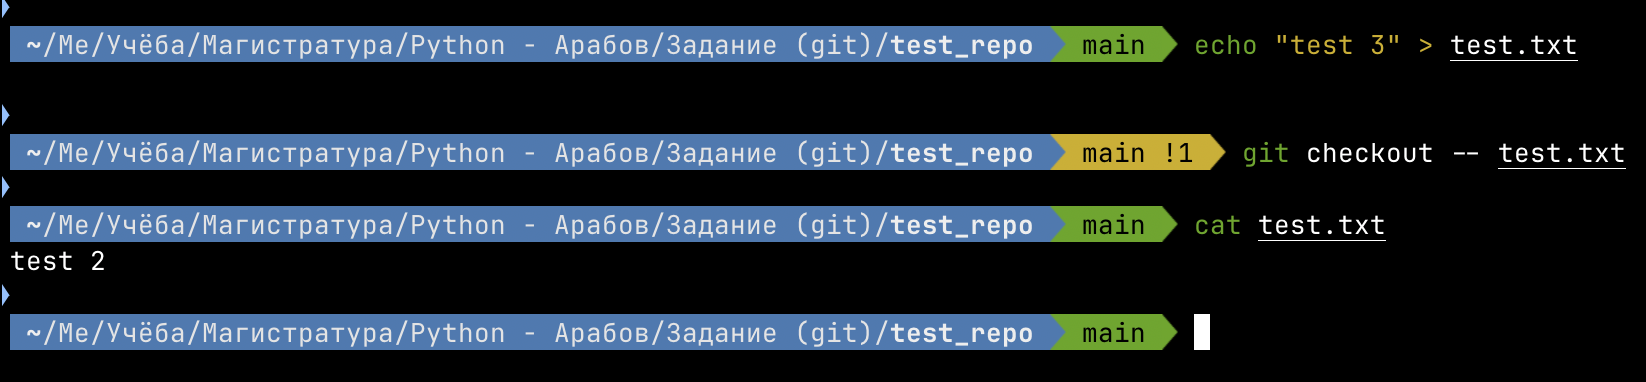 ~/Me/Учёба/Магистратура/Python - Арабов/Задание (git)/test_repo main echo "test 3" > test.txt
~/Me/Учёба/Магистратура/Python - Арабов/Задание (git)/test_repo main !1 git checkout -- test.txt
~/Me/Учёба/Магистратура/Python - Арабов/Задание (git)/test_repo main cat test.txt
test 2
~/Me/Учёба/Магистратура/Python - Арабов/Задание (git)/test_repo main